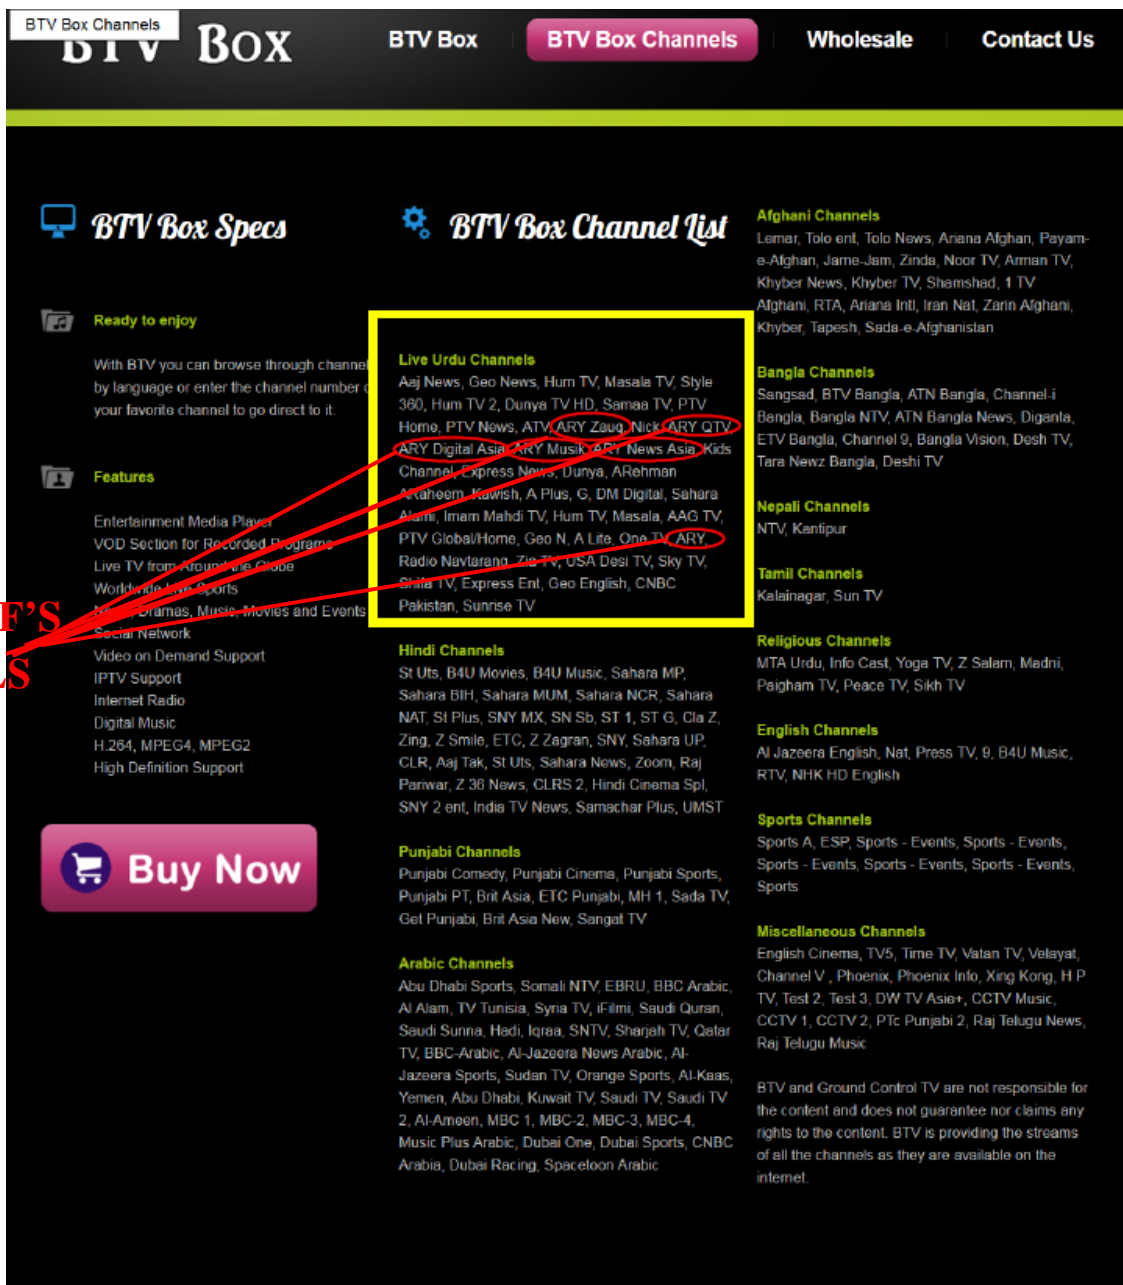 BTV Box Channels
BTV Box
BTV Box
BTV Box Channels
Wholesale
Contact Us
BTV Box Specs
Ready to enjoy
With BTV you can browse through channel
by language or enter the channel number o
your favorite channel to go direct to it.
Features
Entertainment Media Player
VOD Section for Recorded Programs
Live TV from Around the Globe
Worldwide Live Sports
News, Dramas, Music, Movies and Events
Social Network
Video on Demand Support
IPTV Support
Internet Radio
Digital Music
H.264, MPEG4, MPEG2
High Definition Support
F'S
LS
Buy Now
BTV Box Channel List
Live Urdu Channels
Aaj News, Geo News, Hum TV, Masala TV, Style
360, Hum TV 2, Dunya TV HD, Samaa TV, PTV
Home, PTV News, ATV, ARY Zauq, Nick, ARY QTV,
ARY Digital Asia, ARY Musik, ARY News Asia, Kids
Channel, Express News, Dunya, ARehman
ARaheem, Kawish, A Plus, G, DM Digital, Sahara
Alami, Imam Mahdi TV, Hum TV, Masala, AAG TV,
PTV Global/Home, Geo N, A Lite, One TV, ARY,
Radio Navtarang, Zia TV, USA Desi TV, Sky TV,
Shifa TV, Express Ent, Geo English, CNBC
Pakistan, Sunrise TV
Hindi Channels
St Uts, B4U Movies, B4U Music, Sahara MP,
Sahara BIH, Sahara MUM, Sahara NCR, Sahara
NAT, St Plus, SNY MX, SN Sb, ST 1, ST G, Cla Z,
Zing, Z Smile, ETC, Z Zagran, SNY, Sahara UP,
CLR, Aaj Tak, St Uts, Sahara News, Zoom, Raj
Pariwar, Z 36 News, CLRS 2, Hindi Cinema Spl,
SNY 2 ent, India TV News, Samachar Plus, UMST
Punjabi Channels
Punjabi Comedy, Punjabi Cinema, Punjabi Sports,
Punjabi PT, Brit Asia, ETC Punjabi, MH 1, Sada TV,
Get Punjabi, Brit Asia New, Sangat TV
Arabic Channels
Abu Dhabi Sports, Somali NTV, EBRU, BBC Arabic,
Al Alam, TV Tunisia, Syria TV, iFilmi, Saudi Quran,
Saudi Sunna, Hadi, Iqraa, SNTV, Sharjah TV, Qatar
TV, BBC-Arabic, Al-Jazeera News Arabic, Al-
Jazeera Sports, Sudan TV, Orange Sports, Al-Kaas,
Yemen, Abu Dhabi, Kuwait TV, Saudi TV, Saudi TV
2, Al-Ameen, MBC 1, MBC-2, MBC-3, MBC-4,
Music Plus Arabic, Dubai One, Dubai Sports, CNBC
Arabia, Dubai Racing, Spacetoon Arabic
Afghani Channels
Lemar, Tolo ent, Tolo News, Ariana Afghan, Payam-
e-Afghan, Jame-Jam, Zinda, Noor TV, Arman TV,
Khyber News, Khyber TV, Shamshad, 1 TV
Afghani, RTA, Ariana Intl, Iran Nat, Zarin Afghani,
Khyber, Tapesh, Sada-e-Afghanistan
Bangla Channels
Sangsad, BTV Bangla, ATN Bangla, Channel-i
Bangla, Bangla NTV, ATN Bangla News, Diganta,
ETV Bangla, Channel 9, Bangla Vision, Desh TV,
Tara Newz Bangla, Deshi TV
Nepali Channels
NTV, Kantipur
Tamil Channels
Kalainagar, Sun TV
Religious Channels
MTA Urdu, Info Cast, Yoga TV, Z Salam, Madni,
Paigham TV, Peace TV, Sikh TV
English Channels
Al Jazeera English, Nat, Press TV, 9, B4U Music,
RTV, NHK HD English
Sports Channels
Sports A, ESP, Sports - Events, Sports - Events,
Sports - Events, Sports - Events, Sports - Events,
Sports
Miscellaneous Channels
English Cinema, TV5, Time TV, Vatan TV, Velayat,
Channel V , Phoenix, Phoenix Info, Xing Kong, H P
TV, Test 2, Test 3, DW TV Asie+, CCTV Music,
CCTV 1, CCTV 2, PTc Punjabi 2, Raj Telugu News,
Raj Telugu Music
BTV and Ground Control TV are not responsible for
the content and does not guarantee nor claims any
rights to the content. BTV is providing the streams
of all the channels as they are available on the
internet.